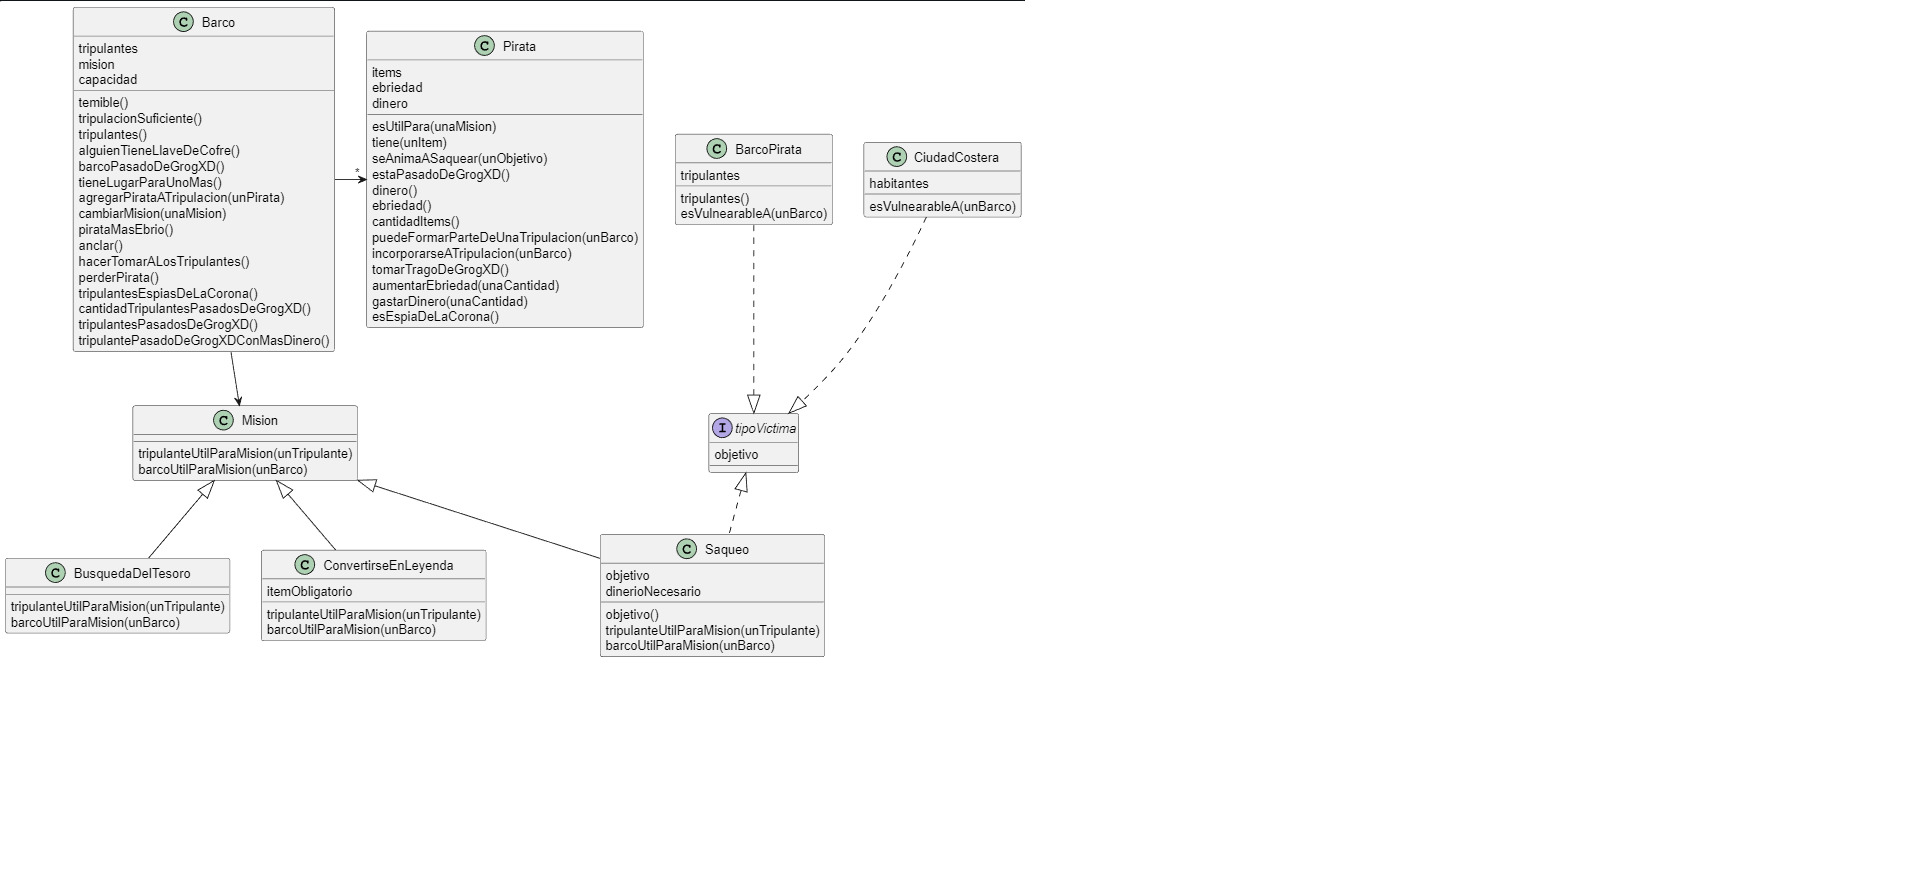 C Barco
tripulantes
mision
capacidad
temible()
tripulacionSuficiente()
tripulantes()
alguienTieneLlaveDeCofre()
barcoPasadoDeGrogXD()
tieneLugarParaUnoMas()
agregarPirataATripulacion(unPirata)
cambiarMision(unaMision)
pirataMasEbrio()
anclar()
hacerTomarALosTripulantes()
perderPirata()
tripulantesEspiasDeLaCorona()
cantidadTripulantesPasadosDeGrogXD()
tripulantesPasadosDeGrogXD()
tripulantePasadoDeGrogXDConMasDinero()
*
C Pirata
items
ebriedad
dinero
esUtilPara(unaMision)
tiene(unItem)
seAnimaASaquear(unObjetivo)
estaPasadoDeGrogXD()
dinero()
ebriedad()
cantidadItems()
puedeFormarParteDeUnaTripulacion(unBarco)
incorporarseATripulacion(unBarco)
tomarTragoDeGrogXD()
aumentarEbriedad(unaCantidad)
gastarDinero(unaCantidad)
esEspiaDeLaCorona()
C BarcoPirata
tripulantes
tripulantes()
esVulnearableA(unBarco)
C CiudadCostera
habitantes
esVulnearableA(unBarco)
C Mision
tripulanteUtilParaMision(unTripulante)
barcoUtilParaMision(unBarco)
I tipoVictima
objetivo
C BusquedaDelTesoro
tripulanteUtilParaMision(unTripulante)
barcoUtilParaMision(unBarco)
C ConvertirseEnLeyenda
itemObligatorio
tripulanteUtilParaMision(unTripulante)
barcoUtilParaMision(unBarco)
C Saqueo
objetivo
dinerioNecesario
objetivo()
tripulanteUtilParaMision(unTripulante)
barcoUtilParaMision(unBarco)